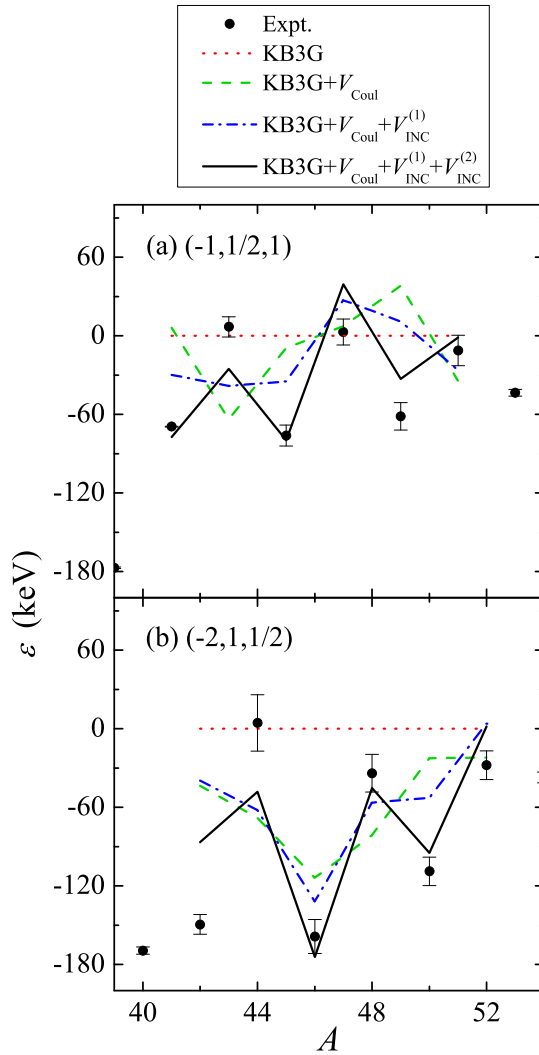 Expt.
KB3G
KB3G+V_Coul
KB3G+V_Coul+V_INC^(1)
KB3G+V_Coul+V_INC^(1)+V_INC^(2)
(a) (-1,1/2,1)
60
0
-60
-120
-180
ε (keV)
(b) (-2,1,1/2)
60
0
-60
-120
-180
40 44 48 52
A